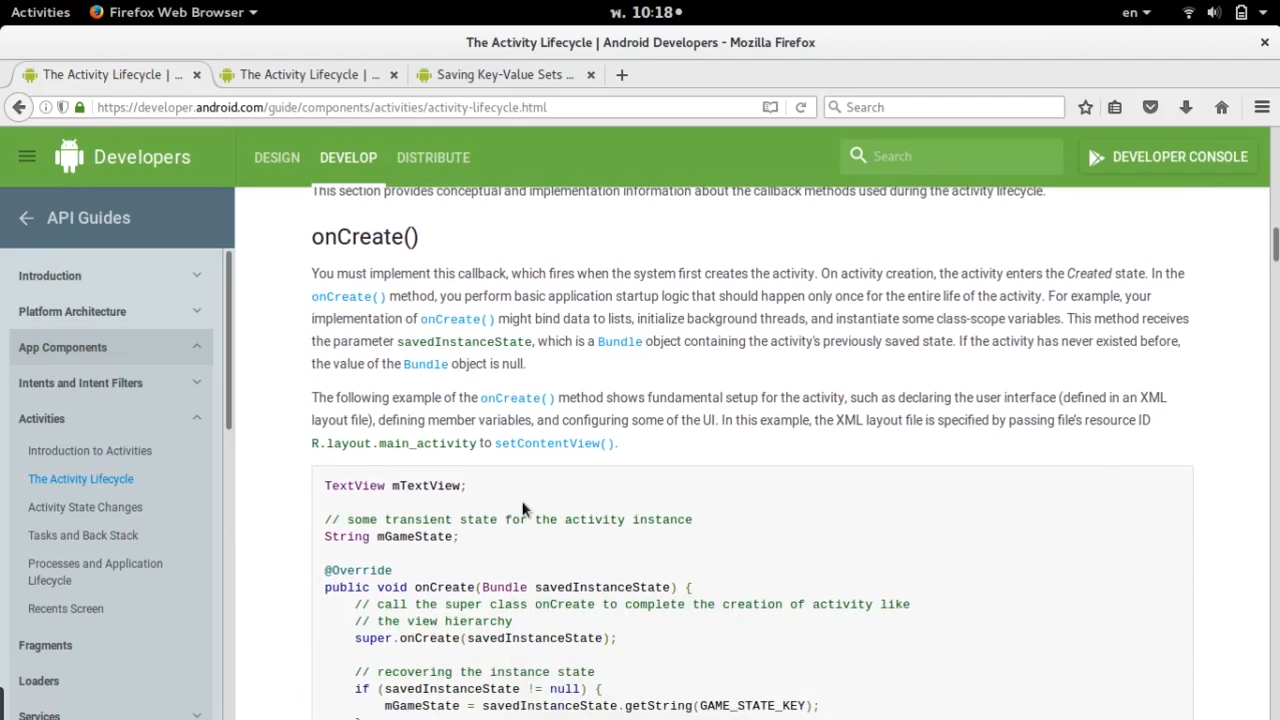 Activities Firefox Web Browser พ. 10:18 en
The Activity Lifecycle | Android Developers - Mozilla Firefox
The Activity Lifecycle | ... The Activity Lifecycle | ... Saving Key-Value Sets ...
https://developer.android.com/guide/components/activities/activity-lifecycle.html Search
Developers DESIGN DEVELOP DISTRIBUTE Search DEVELOPER CONSOLE
API Guides
Introduction
Platform Architecture
App Components
Intents and Intent Filters
Activities
Introduction to Activities
The Activity Lifecycle
Activity State Changes
Tasks and Back Stack
Processes and Application
Lifecycle
Recents Screen
Fragments
Loaders
Services
This section provides conceptual and implementation information about the callback methods used during the activity lifecycle.
onCreate()
You must implement this callback, which fires when the system first creates the activity. On activity creation, the activity enters the Created state. In the
onCreate() method, you perform basic application startup logic that should happen only once for the entire life of the activity. For example, your
implementation of onCreate() might bind data to lists, initialize background threads, and instantiate some class-scope variables. This method receives
the parameter savedInstanceState, which is a Bundle object containing the activity's previously saved state. If the activity has never existed before,
the value of the Bundle object is null.
The following example of the onCreate() method shows fundamental setup for the activity, such as declaring the user interface (defined in an XML
layout file), defining member variables, and configuring some of the UI. In this example, the XML layout file is specified by passing file's resource ID
R.layout.main_activity to setContentView().
TextView mTextView;
// some transient state for the activity instance
String mGameState;
@Override
public void onCreate(Bundle savedInstanceState) {
// call the super class onCreate to complete the creation of activity like
// the view hierarchy
super.onCreate(savedInstanceState);
// recovering the instance state
if (savedInstanceState != null) {
mGameState = savedInstanceState.getString(GAME_STATE_KEY);